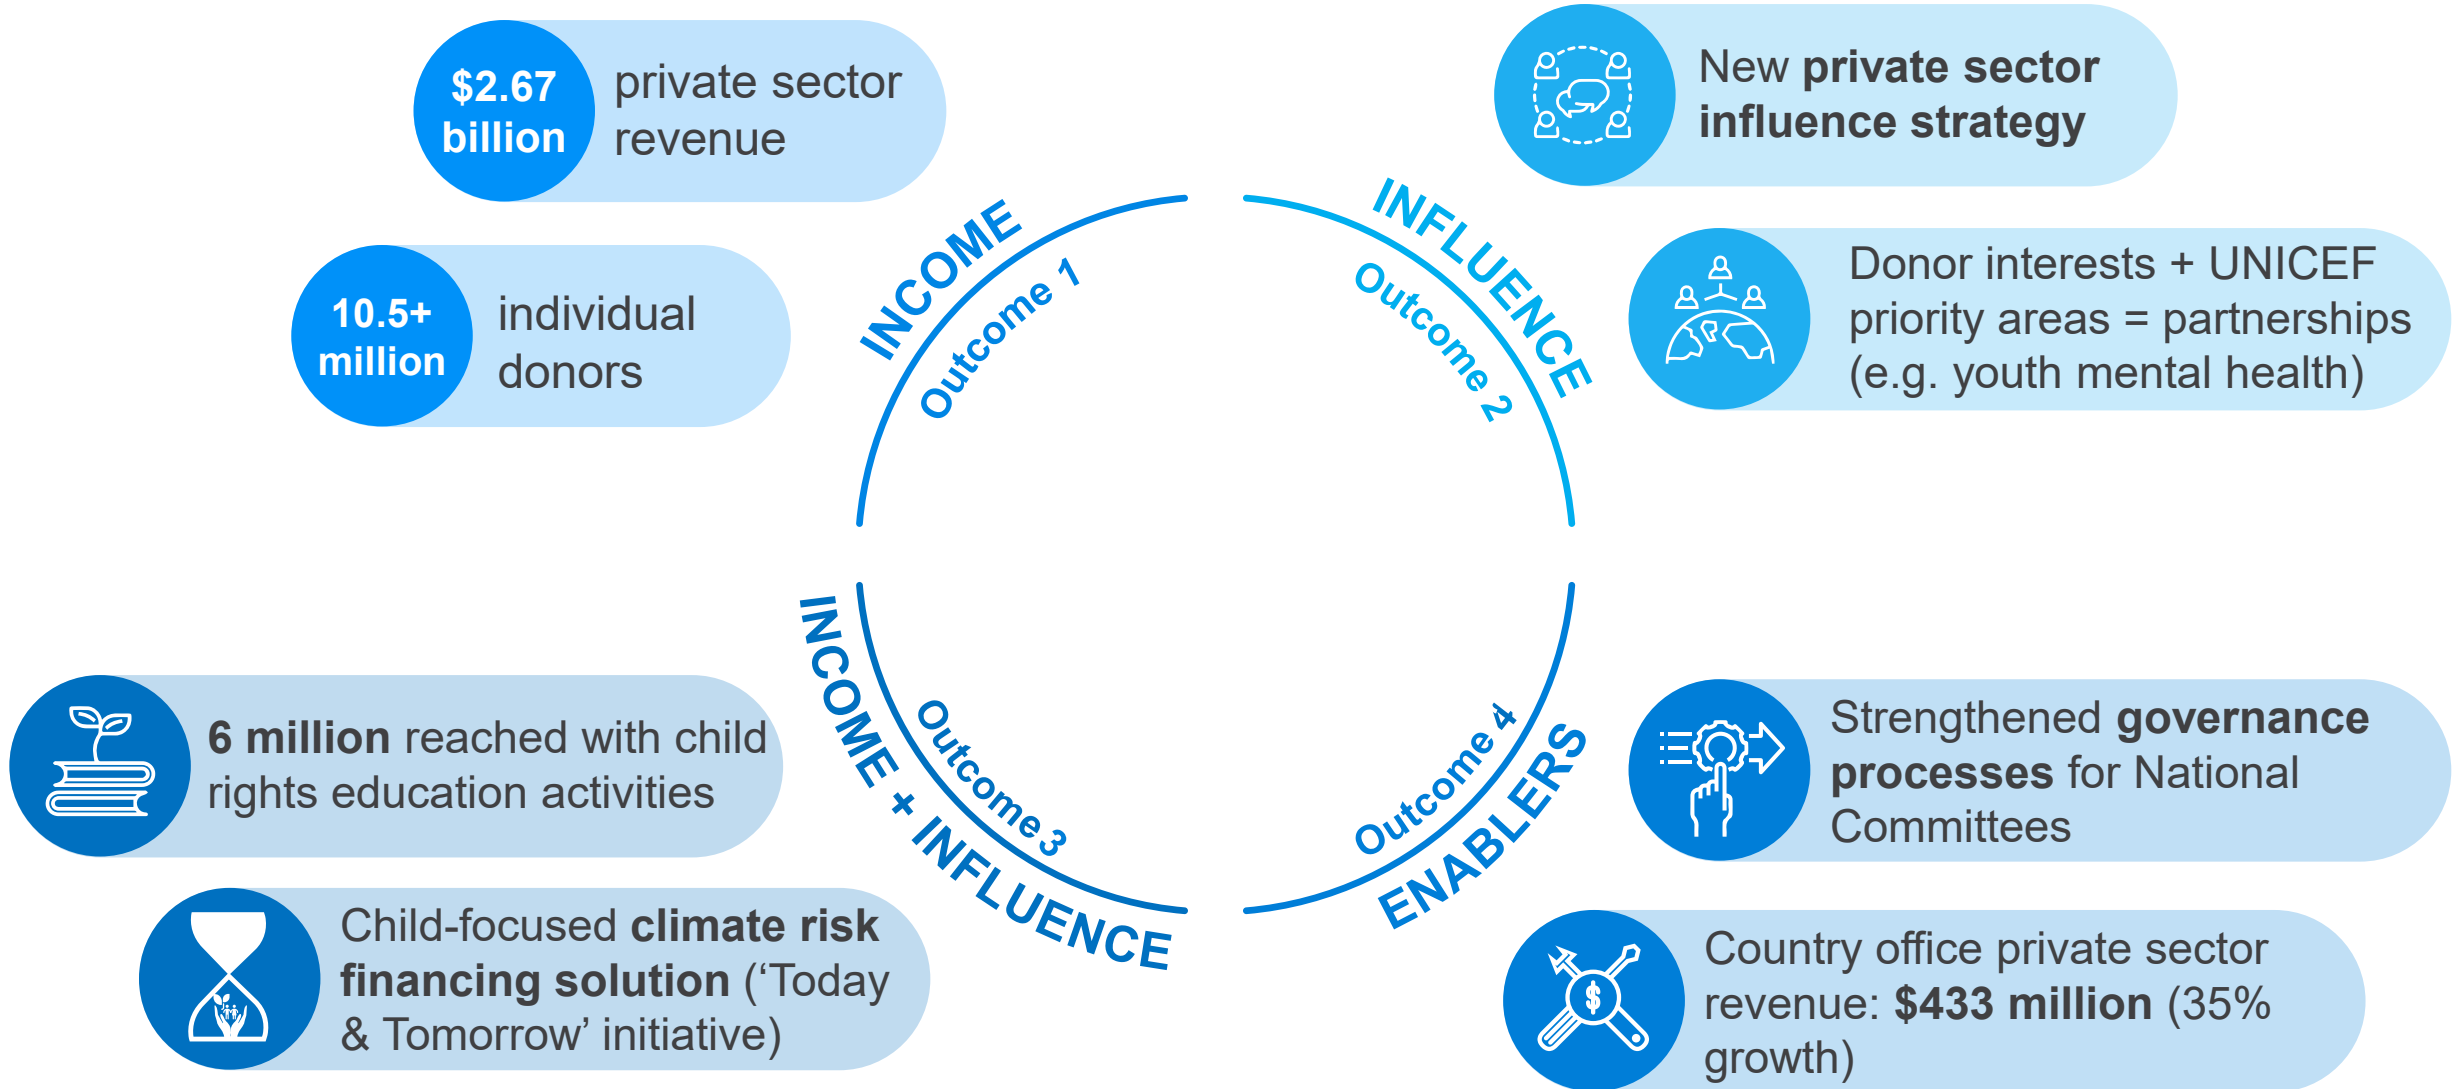 $2.67
billion
private sector
revenue
10.5+
million
individual
donors
INCOME
Outcome 1
New private sector
influence strategy
Donor interests + UNICEF
priority areas = partnerships
(e.g. youth mental health)
INFLUENCE
Outcome 2
6 million reached with child
rights education activities
Child-focused climate risk
financing solution (‘Today
& Tomorrow’ initiative)
INCOME + INFLUENCE
Outcome 3
Outcome 4
ENABLERS
Strengthened governance
processes for National
Committees
$
Country office private sector
revenue: $433 million (35%
growth)